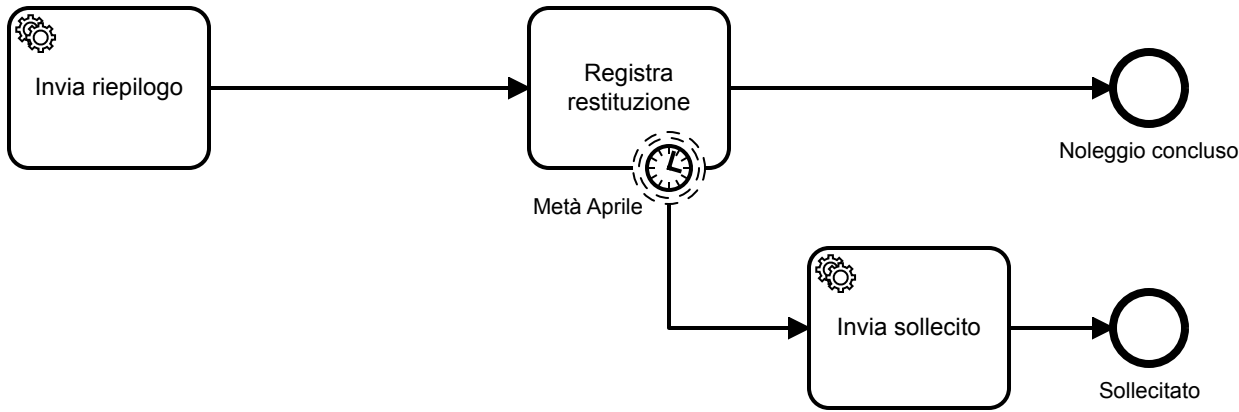 Invia riepilogo
Registra
restituzione
Noleggio concluso
Metà Aprile
Invia sollecito
Sollecitato